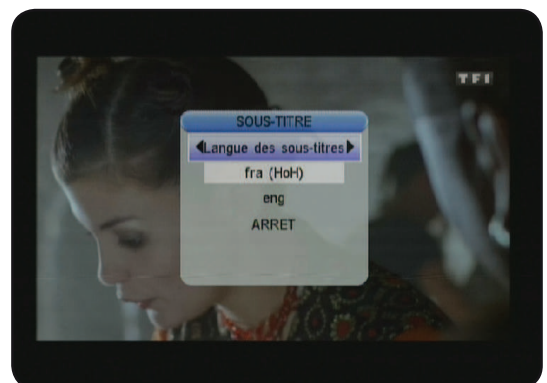 TF1
SOUS-TITRE
Langue des sous-titres
fra (HoH)
eng
ARRET